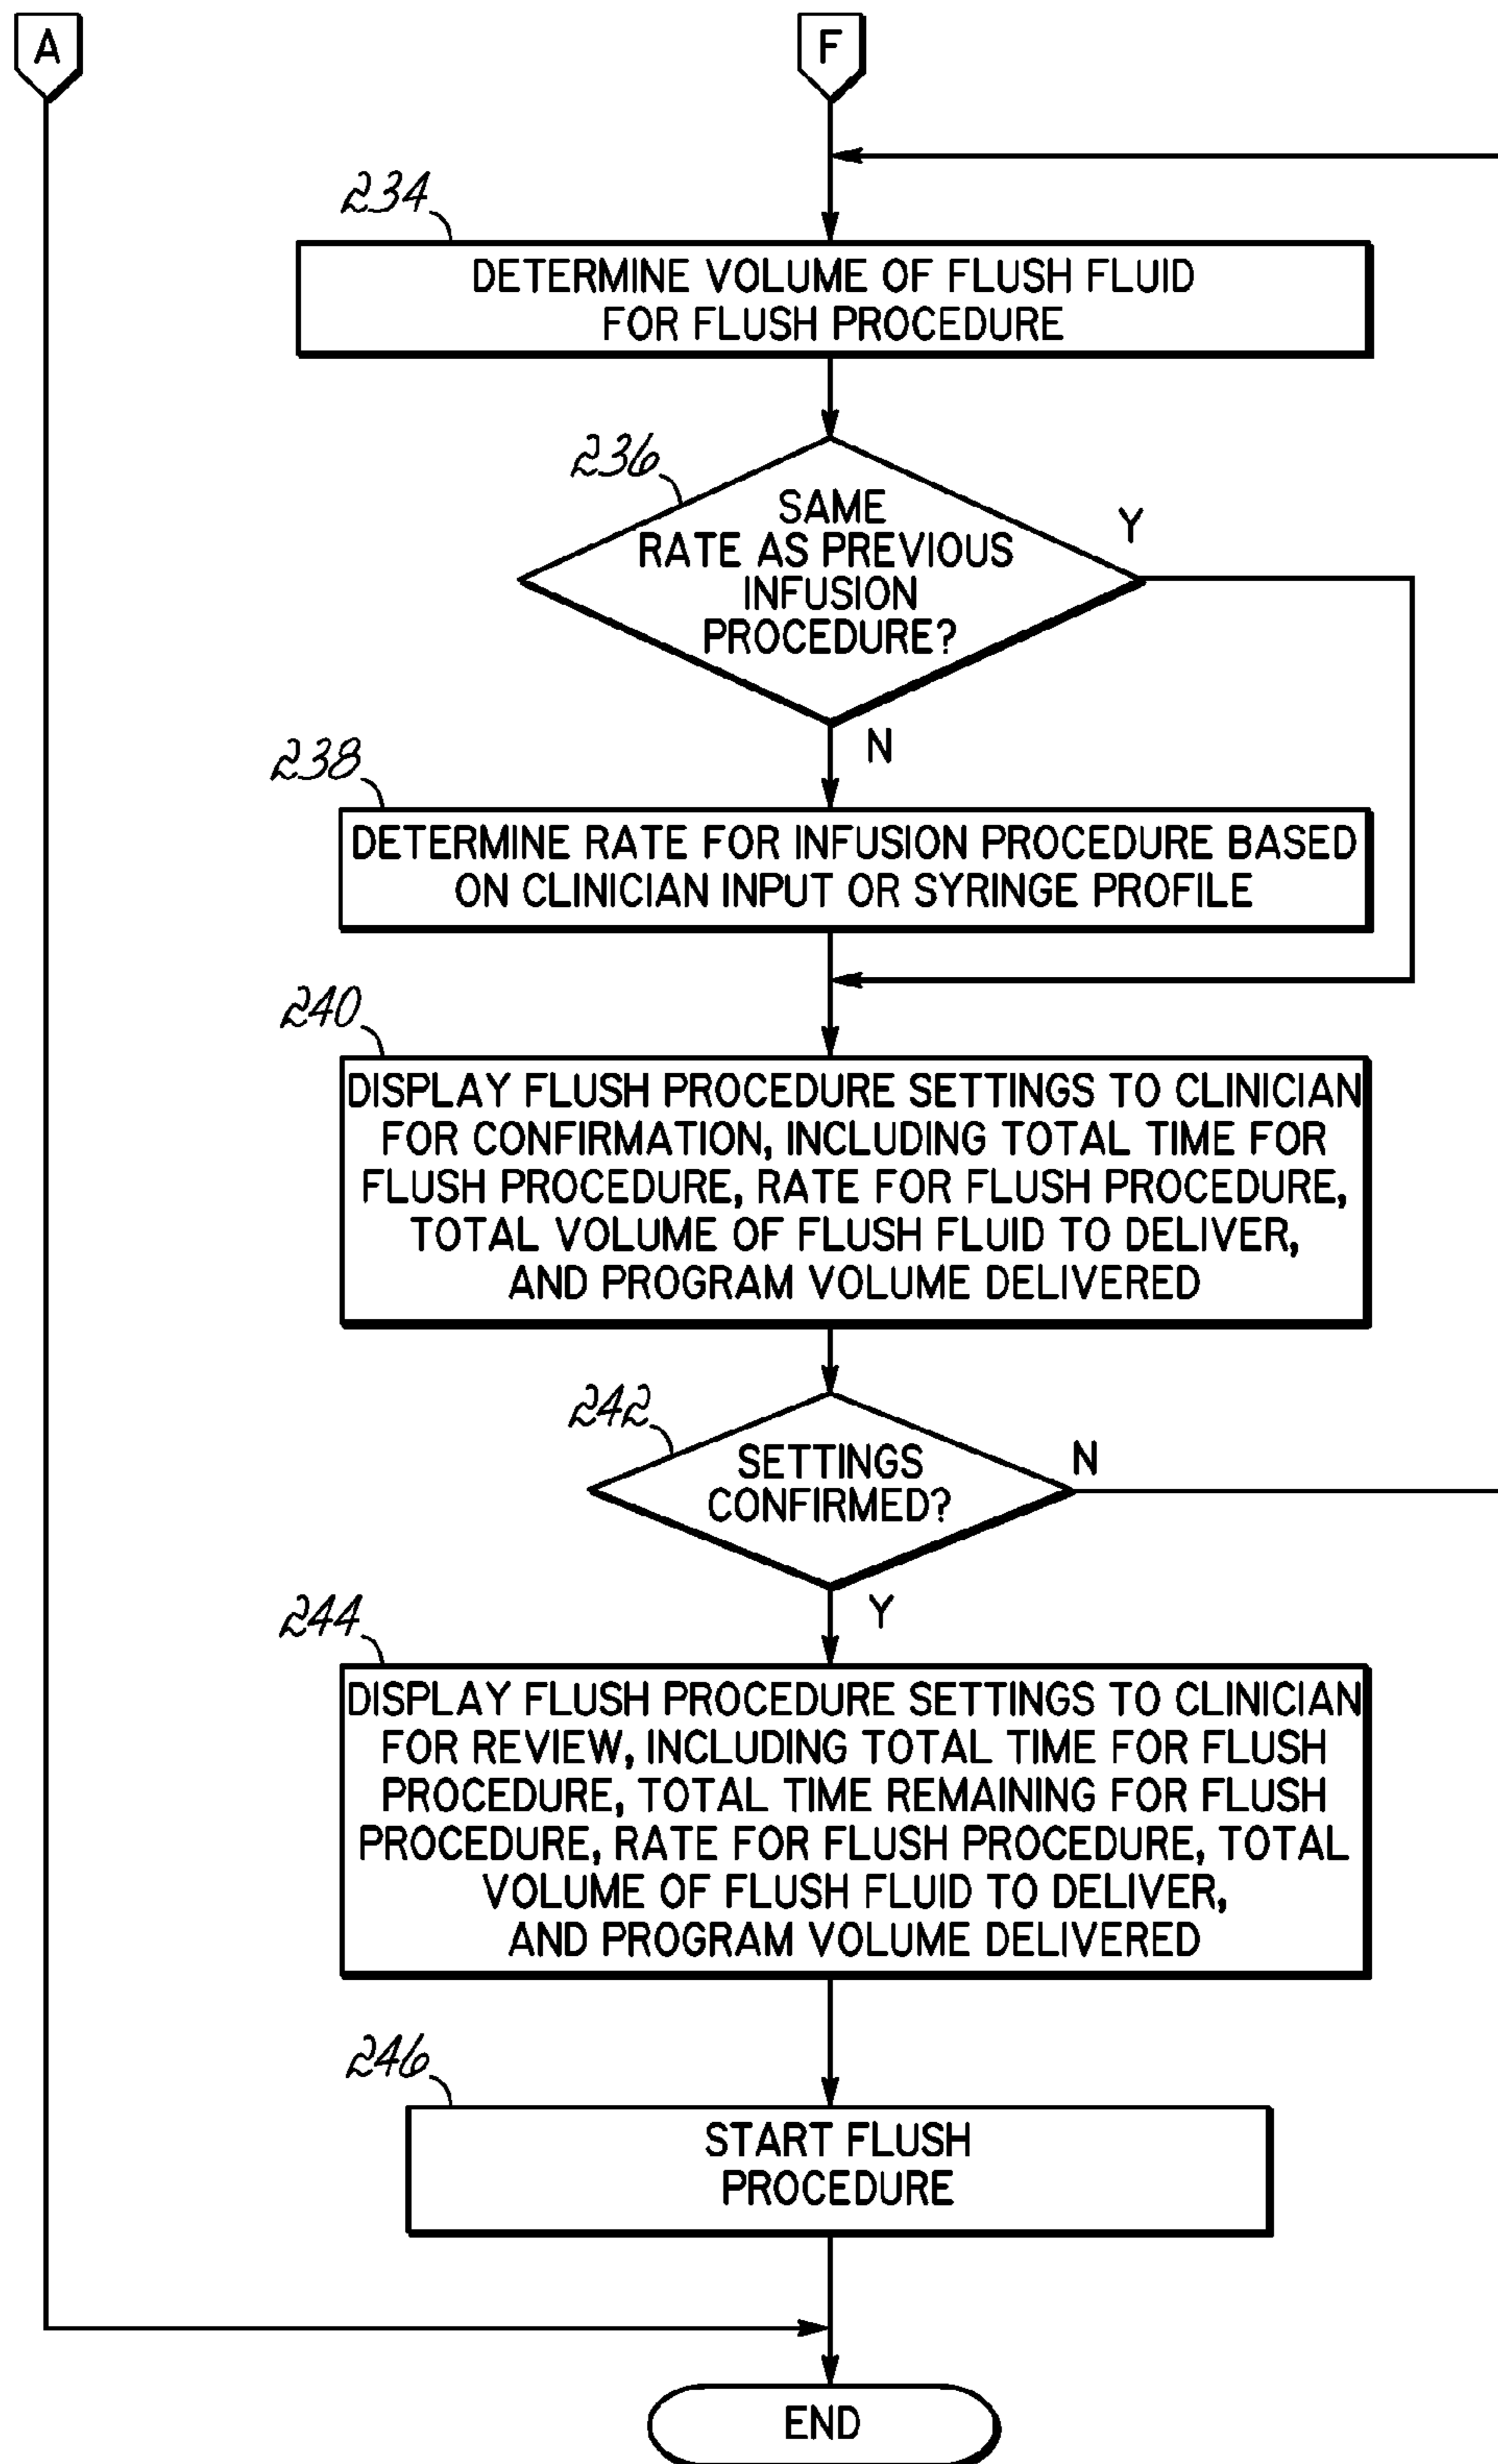 A
F
234
DETERMINE VOLUME OF FLUSH FLUID
FOR FLUSH PROCEDURE
236
SAME
RATE AS PREVIOUS
INFUSION
PROCEDURE?
Y
N
238
DETERMINE RATE FOR INFUSION PROCEDURE BASED
ON CLINICIAN INPUT OR SYRINGE PROFILE
240
DISPLAY FLUSH PROCEDURE SETTINGS TO CLINICIAN
FOR CONFIRMATION, INCLUDING TOTAL TIME FOR
FLUSH PROCEDURE, RATE FOR FLUSH PROCEDURE,
TOTAL VOLUME OF FLUSH FLUID TO DELIVER,
AND PROGRAM VOLUME DELIVERED
242
SETTINGS
CONFIRMED?
N
Y
244
DISPLAY FLUSH PROCEDURE SETTINGS TO CLINICIAN
FOR REVIEW, INCLUDING TOTAL TIME FOR FLUSH
PROCEDURE, TOTAL TIME REMAINING FOR FLUSH
PROCEDURE, RATE FOR FLUSH PROCEDURE, TOTAL
VOLUME OF FLUSH FLUID TO DELIVER,
AND PROGRAM VOLUME DELIVERED
246
START FLUSH
PROCEDURE
END